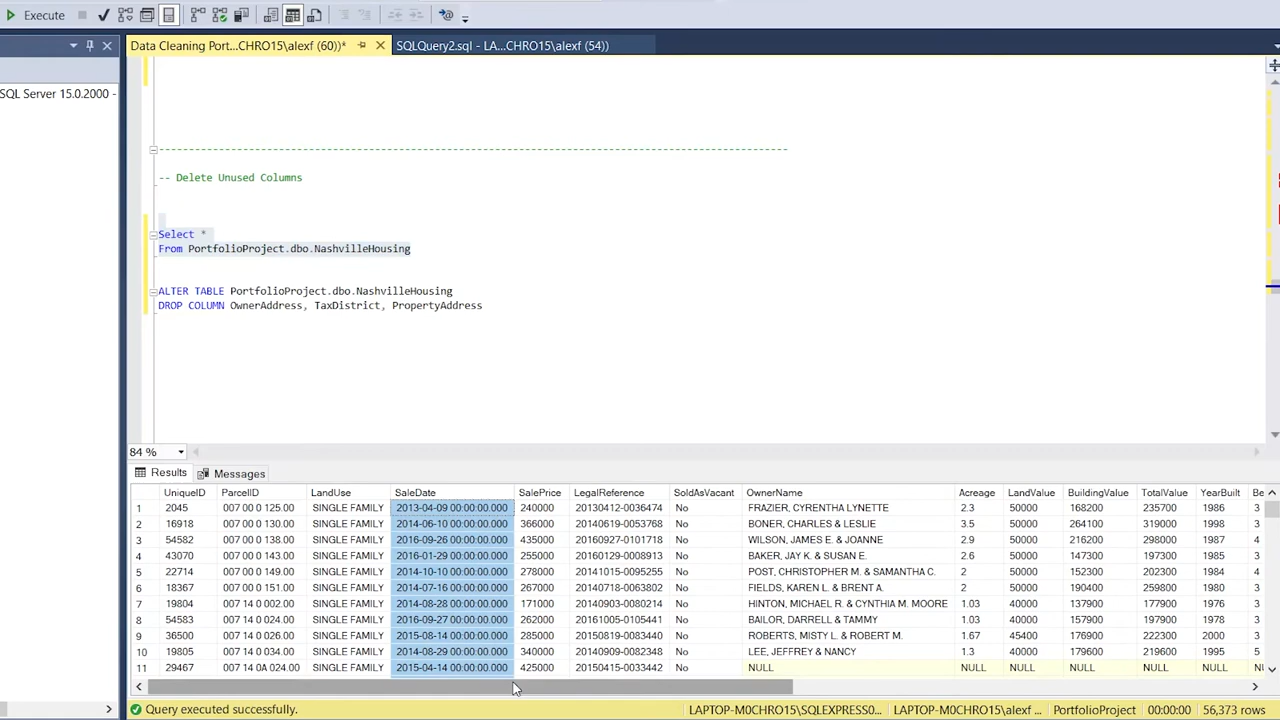 Execute
Data Cleaning Port...CHRO15\alexf (60))*
SQLQuery2.sql - LA...CHRO15\alexf (54))
SQL Server 15.0.2000 -
-- Delete Unused Columns
Select *
From PortfolioProject.dbo.NashvilleHousing
ALTER TABLE PortfolioProject.dbo.NashvilleHousing
DROP COLUMN OwnerAddress, TaxDistrict, PropertyAddress
84 %
Results Messages
UniqueID ParcelID LandUse SaleDate SalePrice LegalReference SoldAsVacant OwnerName Acreage LandValue BuildingValue TotalValue YearBuilt Be
1 2045 007 00 0 125.00 SINGLE FAMILY 2013-04-09 00:00:00.000 240000 20130412-0036474 No FRAZIER, CYRENTHA LYNETTE 2.3 50000 168200 235700 1986 3
2 16918 007 00 0 130.00 SINGLE FAMILY 2014-06-10 00:00:00.000 366000 20140619-0053768 No BONER, CHARLES & LESLIE 3.5 50000 264100 319000 1998 3
3 54582 007 00 0 138.00 SINGLE FAMILY 2016-09-26 00:00:00.000 435000 20160927-0101718 No WILSON, JAMES E. & JOANNE 2.9 50000 216200 298000 1987 4
4 43070 007 00 0 143.00 SINGLE FAMILY 2016-01-29 00:00:00.000 255000 20160129-0008913 No BAKER, JAY K. & SUSAN E. 2.6 50000 147300 197300 1985 3
5 22714 007 00 0 149.00 SINGLE FAMILY 2014-10-10 00:00:00.000 278000 20141015-0095255 No POST, CHRISTOPHER M. & SAMANTHA C. 2 50000 152300 202300 1984 4
6 18367 007 00 0 151.00 SINGLE FAMILY 2014-07-16 00:00:00.000 267000 20140718-0063802 No FIELDS, KAREN L. & BRENT A. 2 50000 190400 259800 1980 3
7 19804 007 14 0 002.00 SINGLE FAMILY 2014-08-28 00:00:00.000 171000 20140903-0080214 No HINTON, MICHAEL R. & CYNTHIA M. MOORE 1.03 40000 137900 177900 1976 3
8 54583 007 14 0 024.00 SINGLE FAMILY 2016-09-27 00:00:00.000 262000 20161005-0105441 No BAILOR, DARRELL & TAMMY 1.03 40000 157900 197900 1978 3
9 36500 007 14 0 026.00 SINGLE FAMILY 2015-08-14 00:00:00.000 285000 20150819-0083440 No ROBERTS, MISTY L. & ROBERT M. 1.67 45400 176900 222300 2000 3
10 19805 007 14 0 034.00 SINGLE FAMILY 2014-08-29 00:00:00.000 340000 20140909-0082348 No LEE, JEFFREY & NANCY 1.3 40000 179600 219600 1995 5
11 29467 007 14 0A 024.00 SINGLE FAMILY 2015-04-14 00:00:00.000 425000 20150415-0033442 No NULL NULL NULL NULL NULL NULL NU
Query executed successfully. LAPTOP-M0CHRO15\SQLEXPRESS0... LAPTOP-M0CHRO15\alexf ... PortfolioProject 00:00:00 56,373 rows